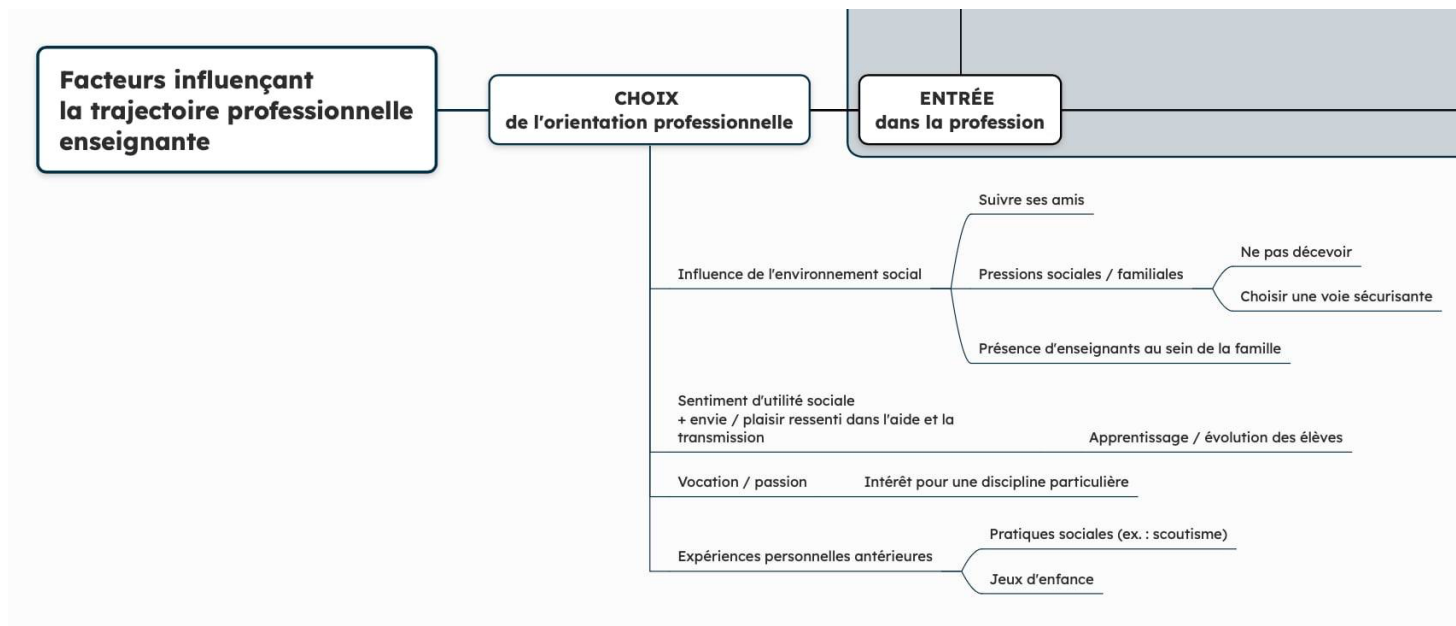 Facteurs influençant
la trajectoire professionnelle
enseignante
CHOIX
de l'orientation professionnelle
ENTRÉE
dans la profession
Influence de l'environnement social
Suivre ses amis
Pressions sociales / familiales
Ne pas décevoir
Choisir une voie sécurisante
Présence d'enseignants au sein de la famille
Sentiment d'utilité sociale
+ envie / plaisir ressenti dans l'aide et la
transmission
Apprentissage / évolution des élèves
Vocation / passion
Intérêt pour une discipline particulière
Expériences personnelles antérieures
Pratiques sociales (ex. : scoutisme)
Jeux d'enfance